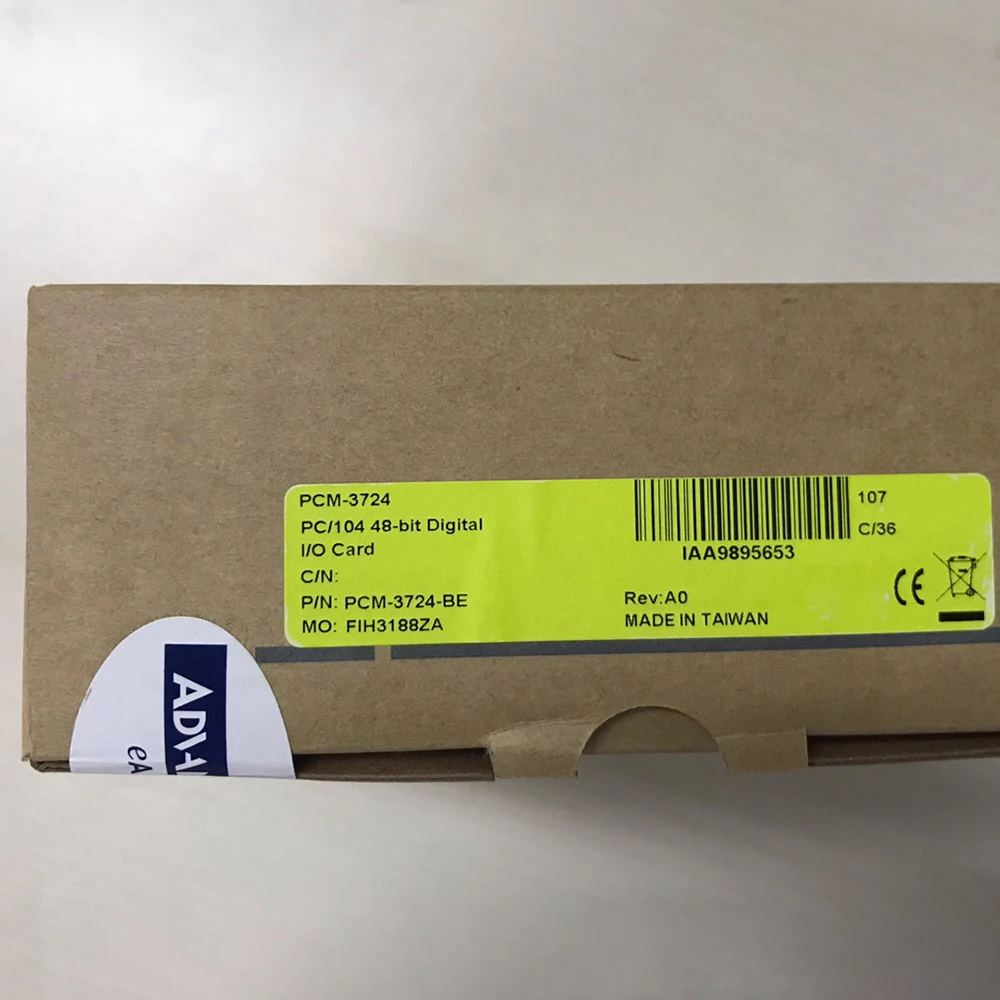 PCM-3724
PC/104 48-bit Digital
I/O Card
C/N:
P/N: PCM-3724-BE
MO: FIH3188ZA
107
C/36
IAA9895653
Rev:A0
MADE IN TAIWAN
CE